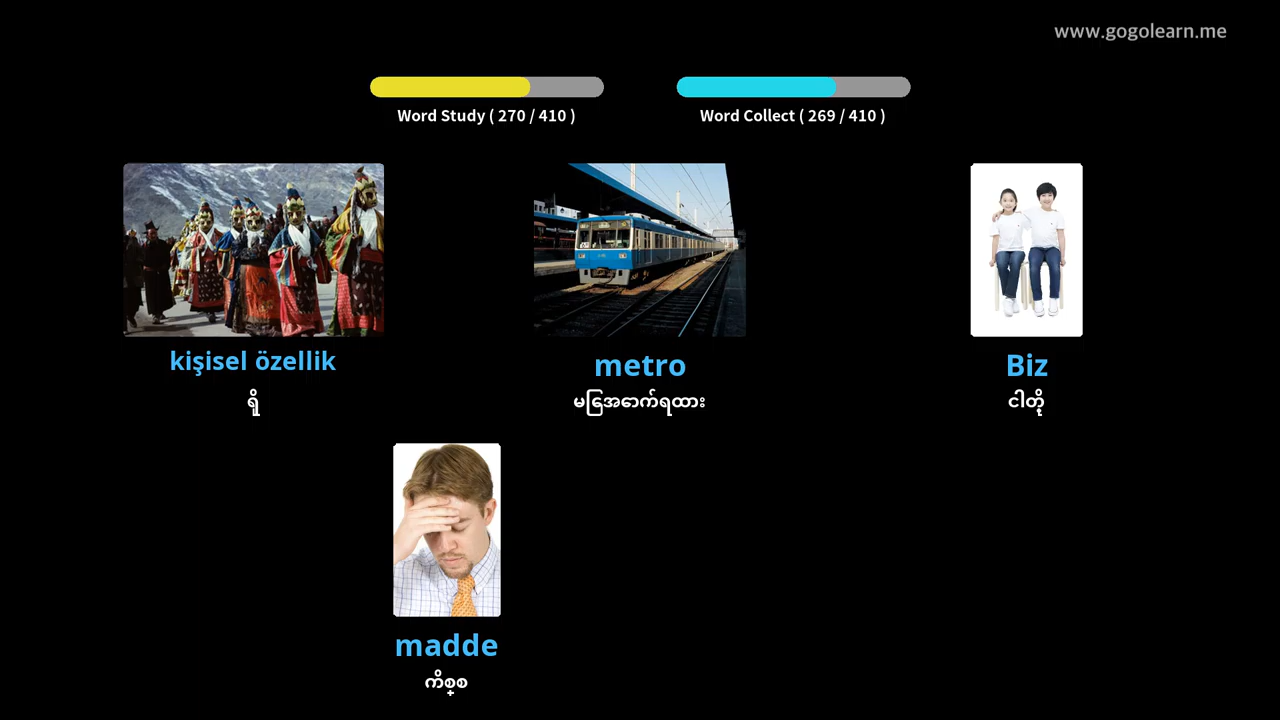 www.gogolearn.me
Word Study ( 270 / 410 )
Word Collect ( 269 / 410 )
kişisel özellik
metro
Biz
ရှို
မြေအောက်ရထား
ငါတို့
madde
ကိစ္စ